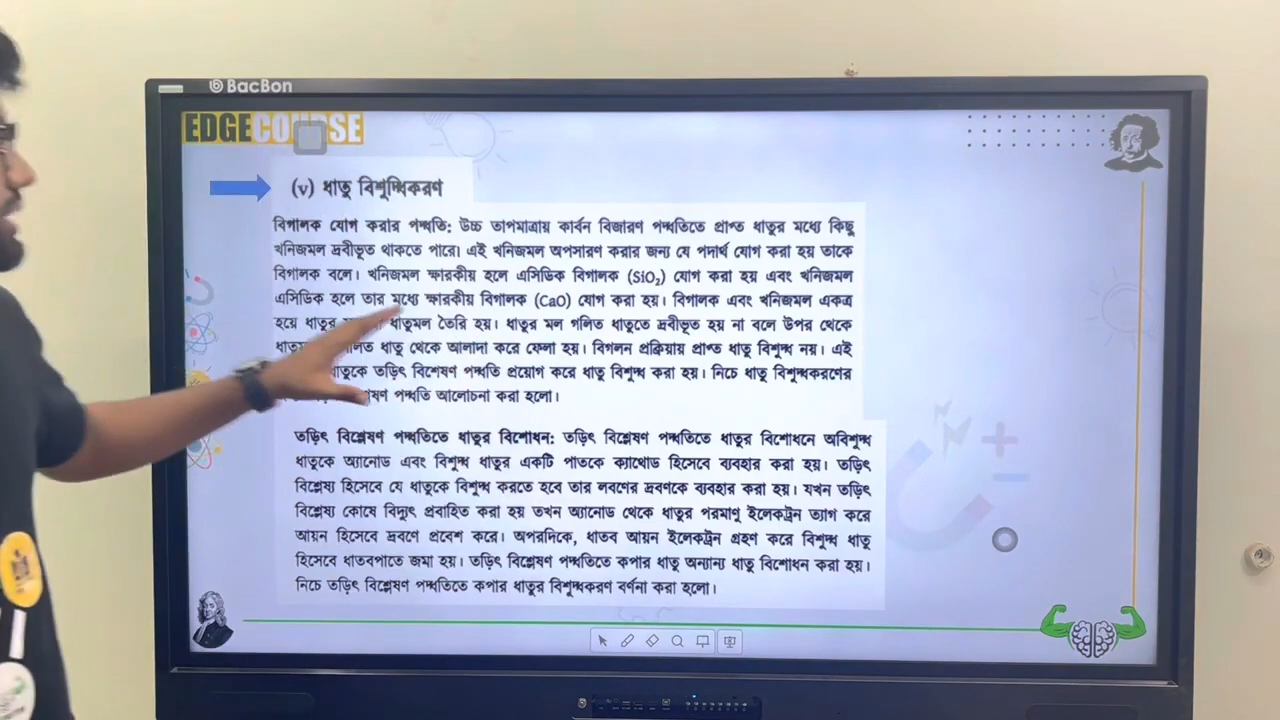 BacBon
EDGECOURSE
(v) ধাতু বিশুদ্ধিকরণ
বিগালক যোগ করার পদ্ধতি: উচ্চ তাপমাত্রায় কার্বন বিজারণ পদ্ধতিতে প্রাপ্ত ধাতুর মধ্যে কিছু
খনিজমল দ্রবীভূত থাকতে পারে। এই খনিজমল অপসারণ করার জন্য যে পদার্থ যোগ করা হয় তাকে
বিগালক বলে। খনিজমল ক্ষারকীয় হলে এসিডিক বিগালক (SiO₂) যোগ করা হয় এবং খনিজমল
এসিডিক হলে তার মধ্যে ক্ষারকীয় বিগালক (CaO) যোগ করা হয়। বিগালক এবং খনিজমল একত্র
হয়ে ধাতুর ধাতুমল তৈরি হয়। ধাতুর মল গলিত ধাতুতে দ্রবীভূত হয় না বলে উপর থেকে
ধাতু থেকে আলাদা করে ফেলা হয়। বিগলন প্রক্রিয়ায় প্রাপ্ত ধাতু বিশুদ্ধ নয়। এই
তড়িৎ বিশেষণ পদ্ধতি প্রয়োগ করে ধাতু বিশুদ্ধ করা হয়। নিচে ধাতু বিশুদ্ধকরণের
পদ্ধতি আলোচনা করা হলো।
তড়িৎ বিশ্লেষণ পদ্ধতিতে ধাতুর বিশোধন: তড়িৎ বিশ্লেষণ পদ্ধতিতে ধাতুর বিশোধনে অবিশুদ্ধ
ধাতুকে অ্যানোড এবং বিশুদ্ধ ধাতুর একটি পাতকে ক্যাথোড হিসেবে ব্যবহার করা হয়। তড়িৎ
বিশ্লেষ্য হিসেবে যে ধাতুকে বিশুদ্ধ করতে হবে তার লবণের দ্রবণকে ব্যবহার করা হয়। যখন তড়িৎ
বিশ্লেষ্য কোষে বিদ্যুৎ প্রবাহিত করা হয় তখন অ্যানোড থেকে ধাতুর পরমাণু ইলেকট্রন ত্যাগ করে
আয়ন হিসেবে দ্রবণে প্রবেশ করে। অপরদিকে, ধাতব আয়ন ইলেকট্রন গ্রহণ করে বিশুদ্ধ ধাতু
হিসেবে ধাতবপাতে জমা হয়। তড়িৎ বিশ্লেষণ পদ্ধতিতে কপার ধাতু অন্যান্য ধাতু বিশোধন করা হয়।
নিচে তড়িৎ বিশ্লেষণ পদ্ধতিতে কপার ধাতুর বিশুদ্ধকরণ বর্ণনা করা হলো।